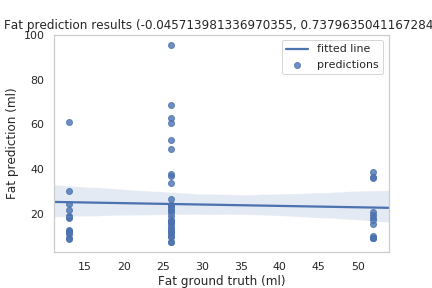 Fat prediction results (-0.045713981336970355, 0.7379635041167284
100
80
60
40
20
Fat prediction (ml)
fitted line
predictions
15 20 25 30 35 40 45 50
Fat ground truth (ml)